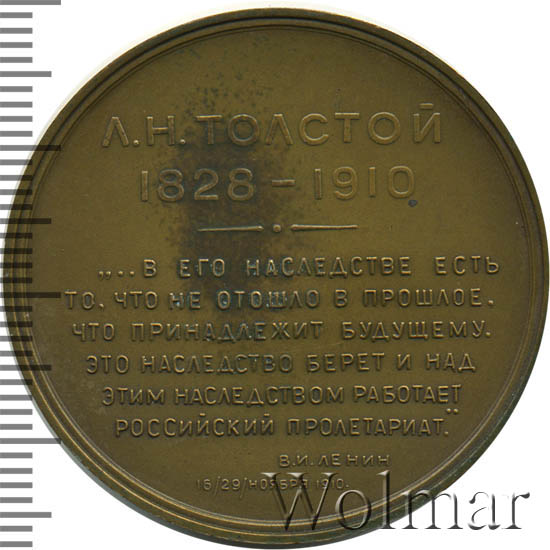 Л.Н.ТОЛСТОЙ
1828 – 1910
„... В ЕГО НАСЛЕДСТВЕ ЕСТЬ
ТО, ЧТО НЕ ОТОШЛО В ПРОШЛОЕ,
ЧТО ПРИНАДЛЕЖИТ БУДУЩЕМУ.
ЭТО НАСЛЕДСТВО БЕРЕТ И НАД
ЭТИМ НАСЛЕДСТВОМ РАБОТАЕТ
РОССИЙСКИЙ ПРОЛЕТАРИАТ."
В.И.ЛЕНИН
16/29/НОЯБРЯ 1910.
Wolmar